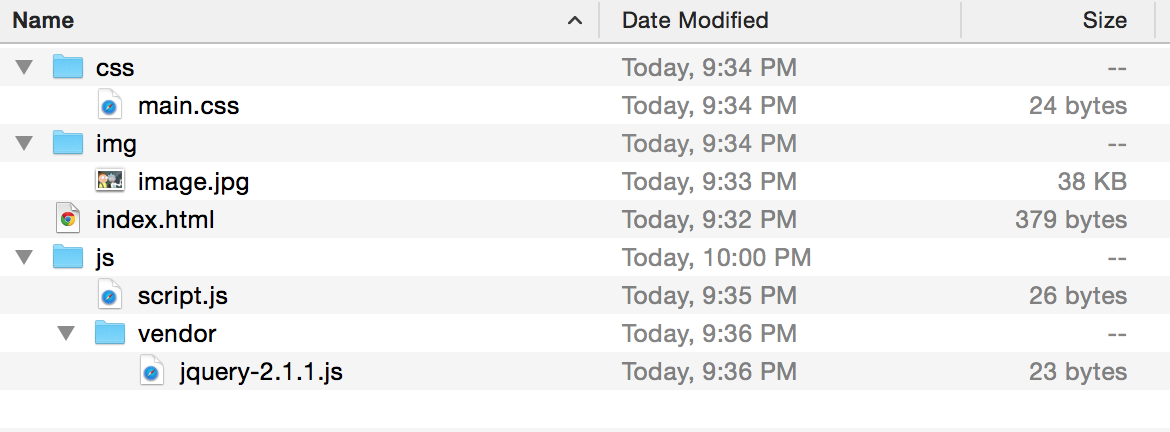 Name Date Modified Size
css Today, 9:34 PM --
main.css Today, 9:34 PM 24 bytes
img Today, 9:34 PM --
image.jpg Today, 9:33 PM 38 KB
index.html Today, 9:32 PM 379 bytes
js Today, 10:00 PM --
script.js Today, 9:35 PM 26 bytes
vendor Today, 9:36 PM --
jquery-2.1.1.js Today, 9:36 PM 23 bytes